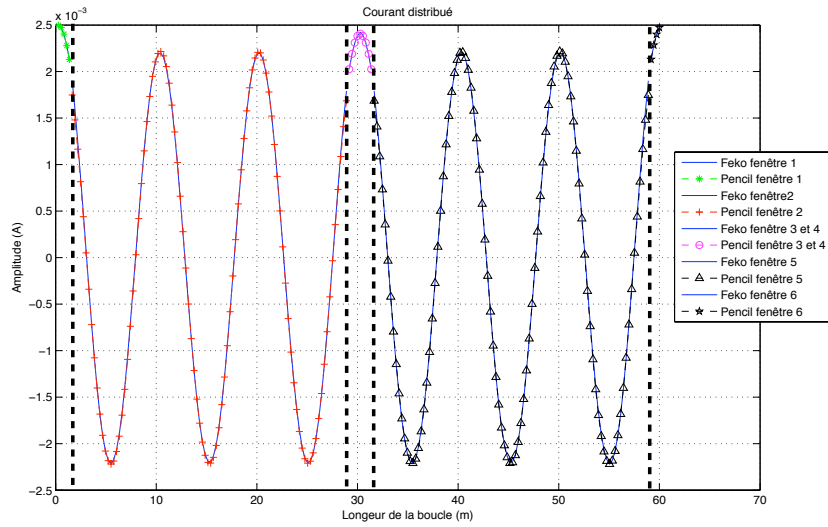 x 10⁻³
Courant distribué
2.5
2
1.5
1
0.5
0
−0.5
−1
−1.5
−2
−2.5
Amplitude (A)
0 10 20 30 40 50 60 70
Longeur de la boucle (m)
Feko fenêtre 1
Pencil fenêtre 1
Feko fenêtre2
Pencil fenêtre 2
Feko fenêtre 3 et 4
Pencil fenêtre 3 et 4
Feko fenêtre 5
Pencil fenêtre 5
Feko fenêtre 6
Pencil fenêtre 6